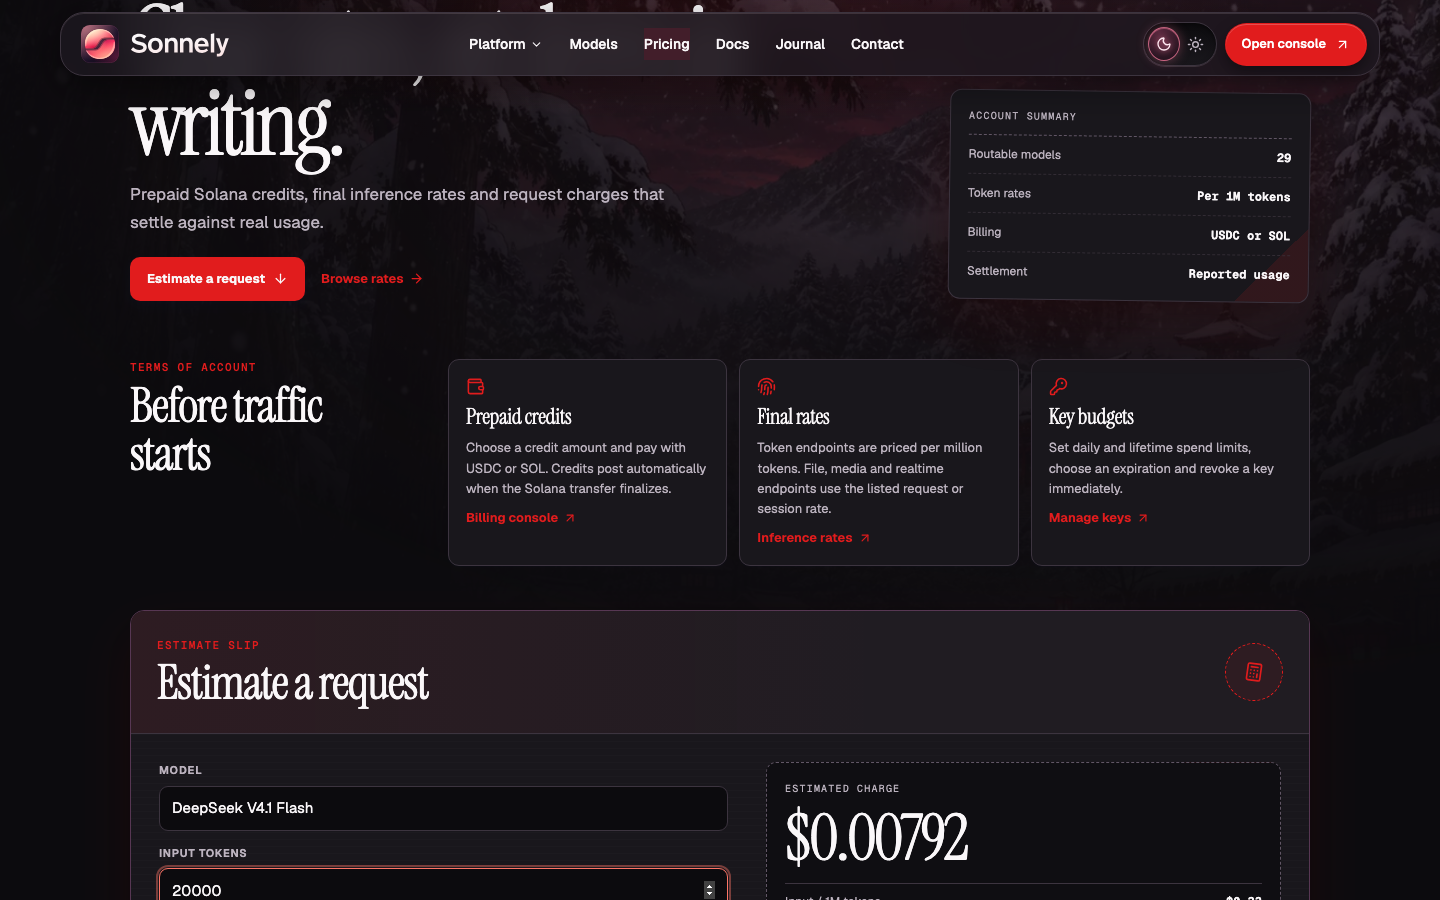 Sonnely
Platform
Models
Pricing
Docs
Journal
Contact
Open console
writing.
Prepaid Solana credits, final inference rates and request charges that
settle against real usage.
Estimate a request
Browse rates
ACCOUNT SUMMARY
Routable models 29
Token rates Per 1M tokens
Billing USDC or SOL
Settlement Reported usage
TERMS OF ACCOUNT
Before traffic
starts
Prepaid credits
Choose a credit amount and pay with
USDC or SOL. Credits post automatically
when the Solana transfer finalizes.
Billing console
Final rates
Token endpoints are priced per million
tokens. File, media and realtime
endpoints use the listed request or
session rate.
Inference rates
Key budgets
Set daily and lifetime spend limits,
choose an expiration and revoke a key
immediately.
Manage keys
ESTIMATE SLIP
Estimate a request
MODEL
DeepSeek V4.1 Flash
INPUT TOKENS
20000
ESTIMATED CHARGE
$0.00792